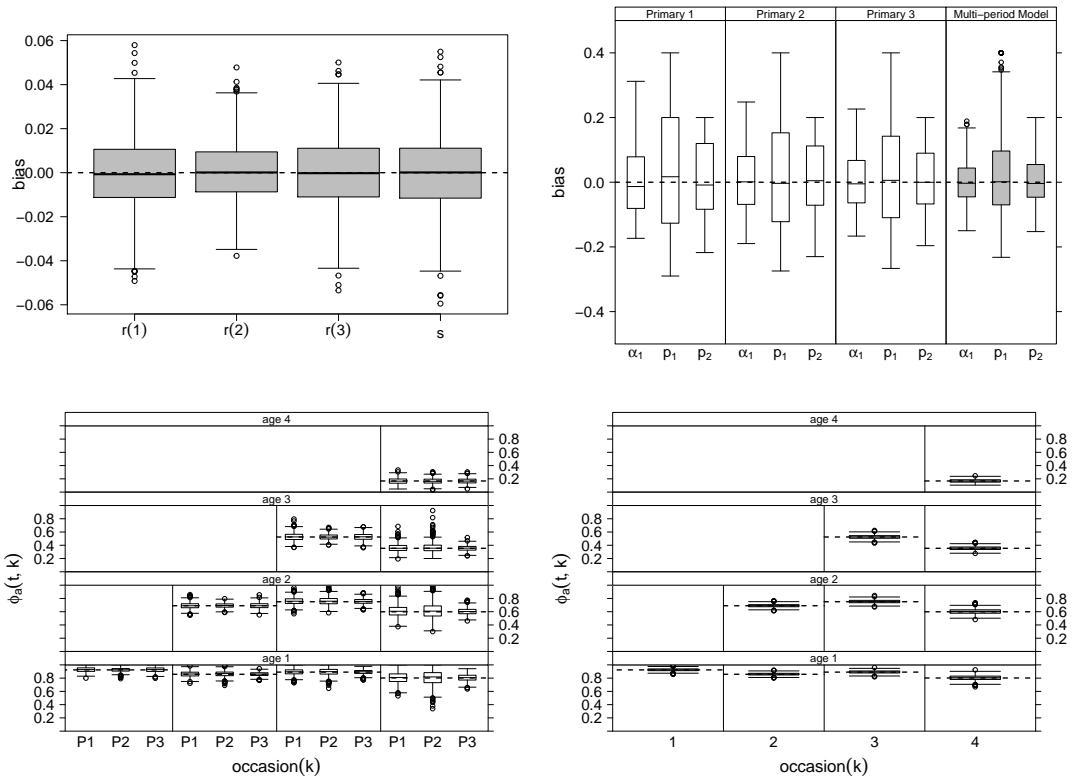 0.06
0.04
0.02
0.00
−0.02
−0.04
−0.06
bias
r(1) r(2) r(3) s
Primary 1 Primary 2 Primary 3 Multi−period Model
0.4
0.2
0.0
−0.2
−0.4
bias
α1 p1 p2 α1 p1 p2 α1 p1 p2 α1 p1 p2
age 4
0.8
0.6
0.4
0.2
age 3
0.8
0.6
0.4
0.2
age 2
0.8
0.6
0.4
0.2
age 1
0.8
0.6
0.4
0.2
ϕa(t, k)
P1 P2 P3 P1 P2 P3 P1 P2 P3 P1 P2 P3
occasion(k)
age 4
0.8
0.6
0.4
0.2
age 3
0.8
0.6
0.4
0.2
age 2
0.8
0.6
0.4
0.2
age 1
0.8
0.6
0.4
0.2
ϕa(t, k)
1 2 3 4
occasion(k)